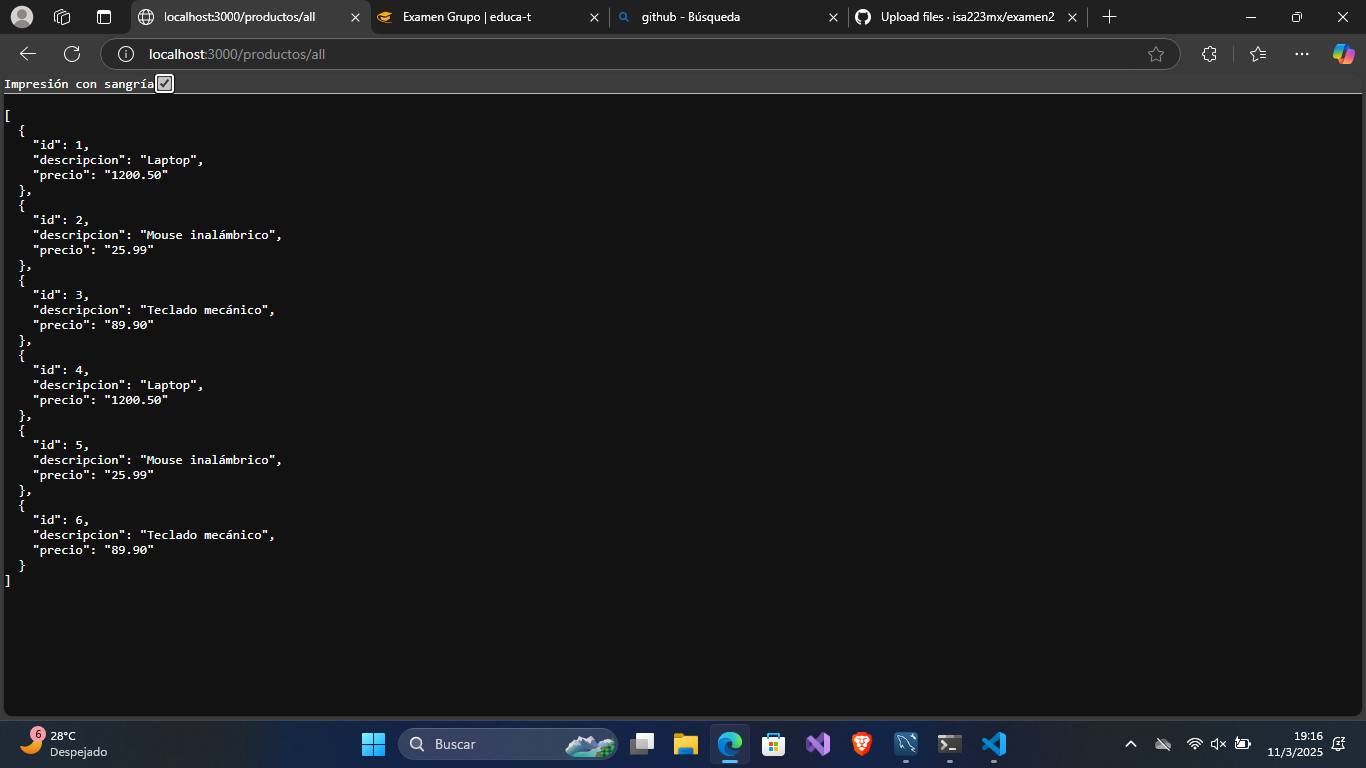 localhost:3000/productos/all
Examen Grupo | educa-t
github - Búsqueda
Upload files · isa223mx/examen2
localhost:3000/productos/all
Impresión con sangría
[
  {
    "id": 1,
    "descripcion": "Laptop",
    "precio": "1200.50"
  },
  {
    "id": 2,
    "descripcion": "Mouse inalámbrico",
    "precio": "25.99"
  },
  {
    "id": 3,
    "descripcion": "Teclado mecánico",
    "precio": "89.90"
  },
  {
    "id": 4,
    "descripcion": "Laptop",
    "precio": "1200.50"
  },
  {
    "id": 5,
    "descripcion": "Mouse inalámbrico",
    "precio": "25.99"
  },
  {
    "id": 6,
    "descripcion": "Teclado mecánico",
    "precio": "89.90"
  }
]
6
28°C
Despejado
Buscar
19:16
11/3/2025